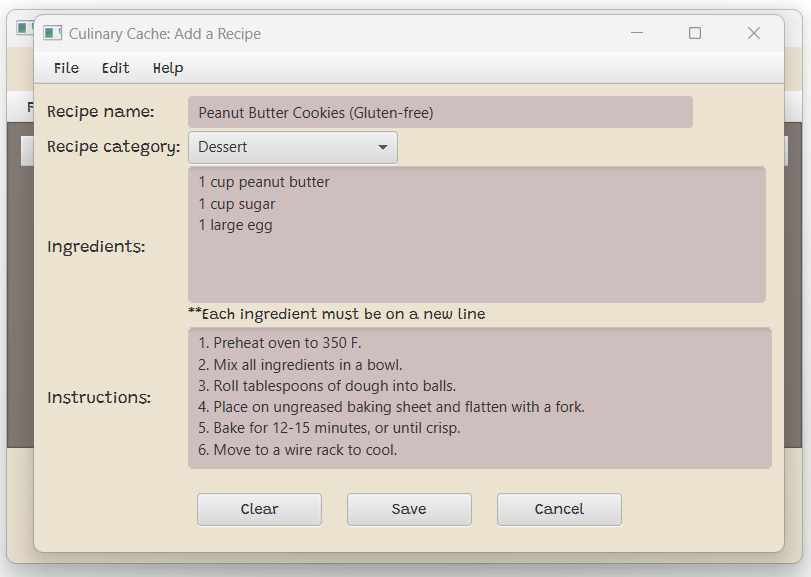 Culinary Cache: Add a Recipe
File Edit Help
Recipe name: Peanut Butter Cookies (Gluten-free)
Recipe category: Dessert
Ingredients:
1 cup peanut butter
1 cup sugar
1 large egg
**Each ingredient must be on a new line
Instructions:
1. Preheat oven to 350 F.
2. Mix all ingredients in a bowl.
3. Roll tablespoons of dough into balls.
4. Place on ungreased baking sheet and flatten with a fork.
5. Bake for 12-15 minutes, or until crisp.
6. Move to a wire rack to cool.
Clear Save Cancel